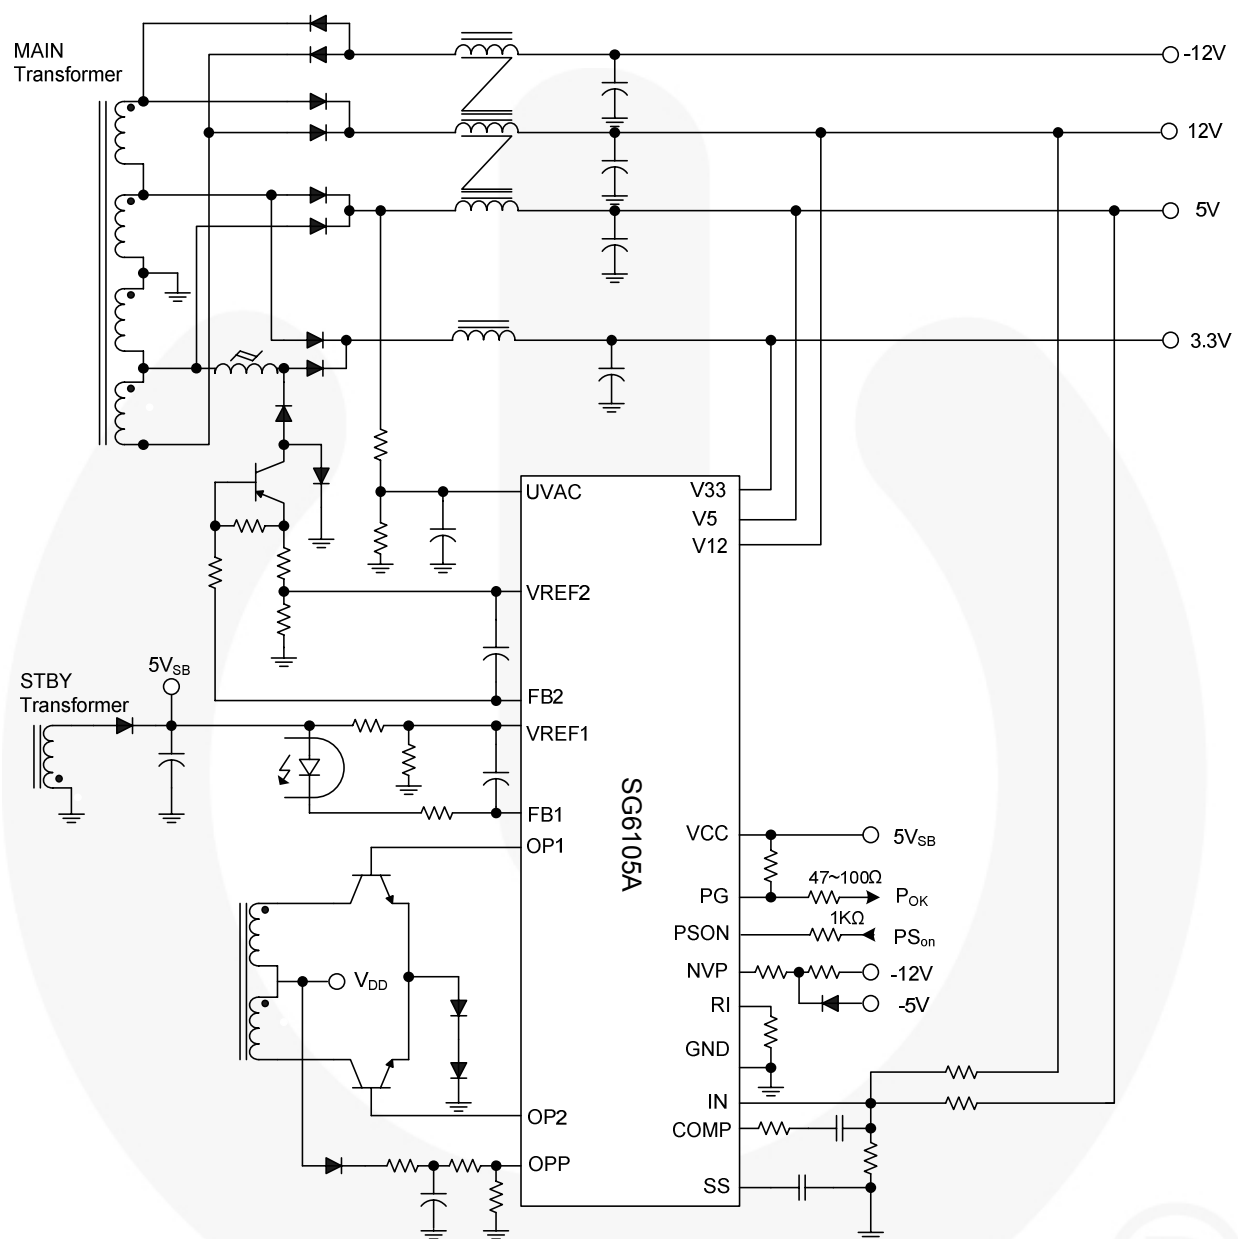 MAIN
Transformer
-12V
12V
5V
3.3V
UVAC
V33
V5
V12
VREF2
FB2
STBY
Transformer
5VSB
VREF1
FB1
OP1
SG6105A
VCC
5VSB
PG
47~100Ω
POK
PSON
1KΩ
PSon
NVP
-12V
RI
-5V
VDD
GND
IN
OP2
COMP
OPP
SS